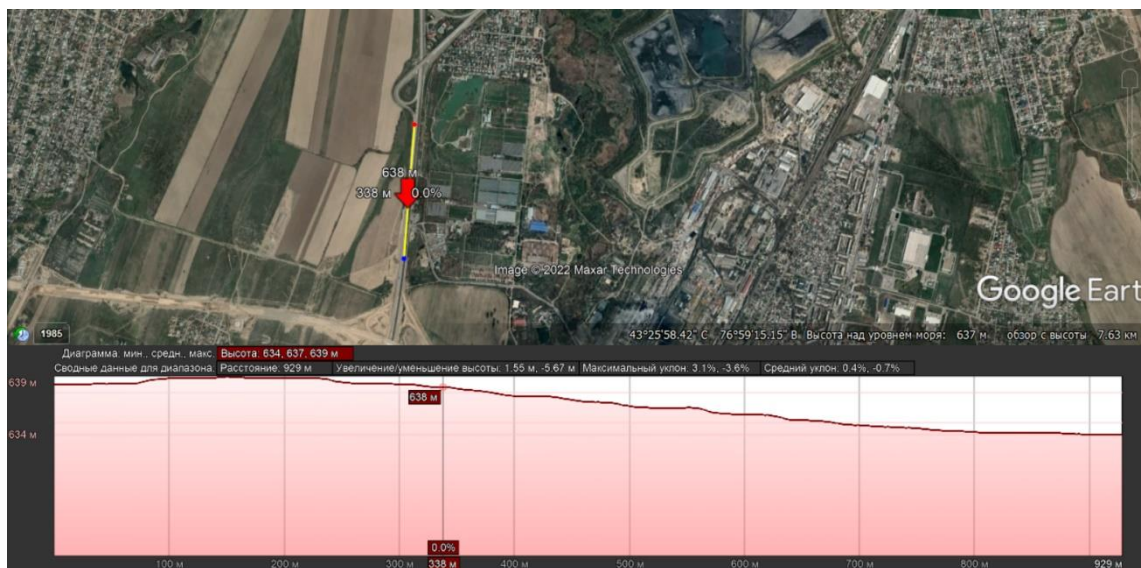 638 м
338 м 0.0%
Image © 2022 Maxar Technologies
Google Eart
1985
43°25'58.42" С 76°59'15.15" В Высота над уровнем моря: 637 м обзор с высоты 7.63 км
Диаграмма: мин., средн., макс. Высота: 634, 637, 639 м
Сводные данные для диапазона. Расстояние: 929 м Увеличение/уменьшение высоты: 1.55 м, -5.67 м Максимальный уклон: 3.1%, -3.6% Средний уклон: 0.4%, -0.7%
639 м
638 м
634 м
0.0%
100 м 200 м 300 м 338 м 400 м 500 м 600 м 700 м 800 м 929 м